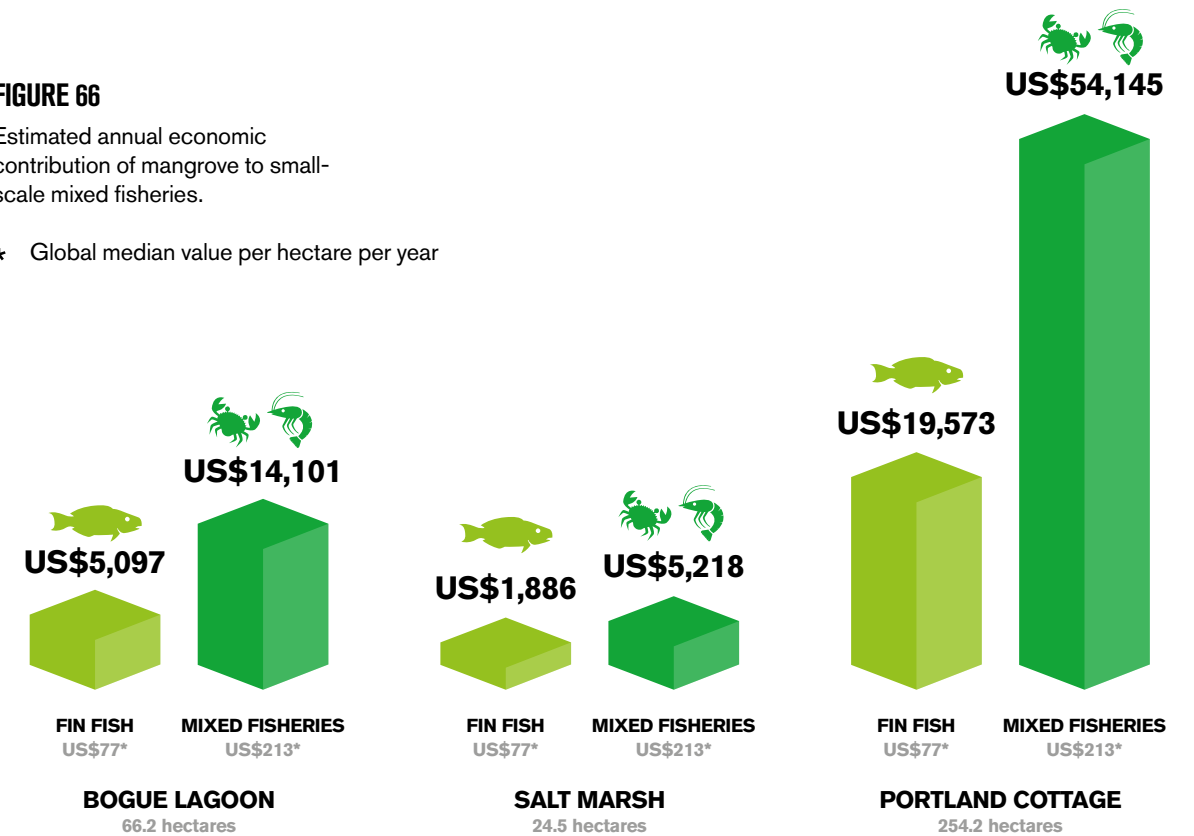 FIGURE 66
Estimated annual economic
contribution of mangrove to small-
scale mixed fisheries.
* Global median value per hectare per year
US$5,097
US$14,101
US$1,886
US$5,218
US$19,573
US$54,145
FIN FISH
US$77*
MIXED FISHERIES
US$213*
FIN FISH
US$77*
MIXED FISHERIES
US$213*
FIN FISH
US$77*
MIXED FISHERIES
US$213*
BOGUE LAGOON
66.2 hectares
SALT MARSH
24.5 hectares
PORTLAND COTTAGE
254.2 hectares